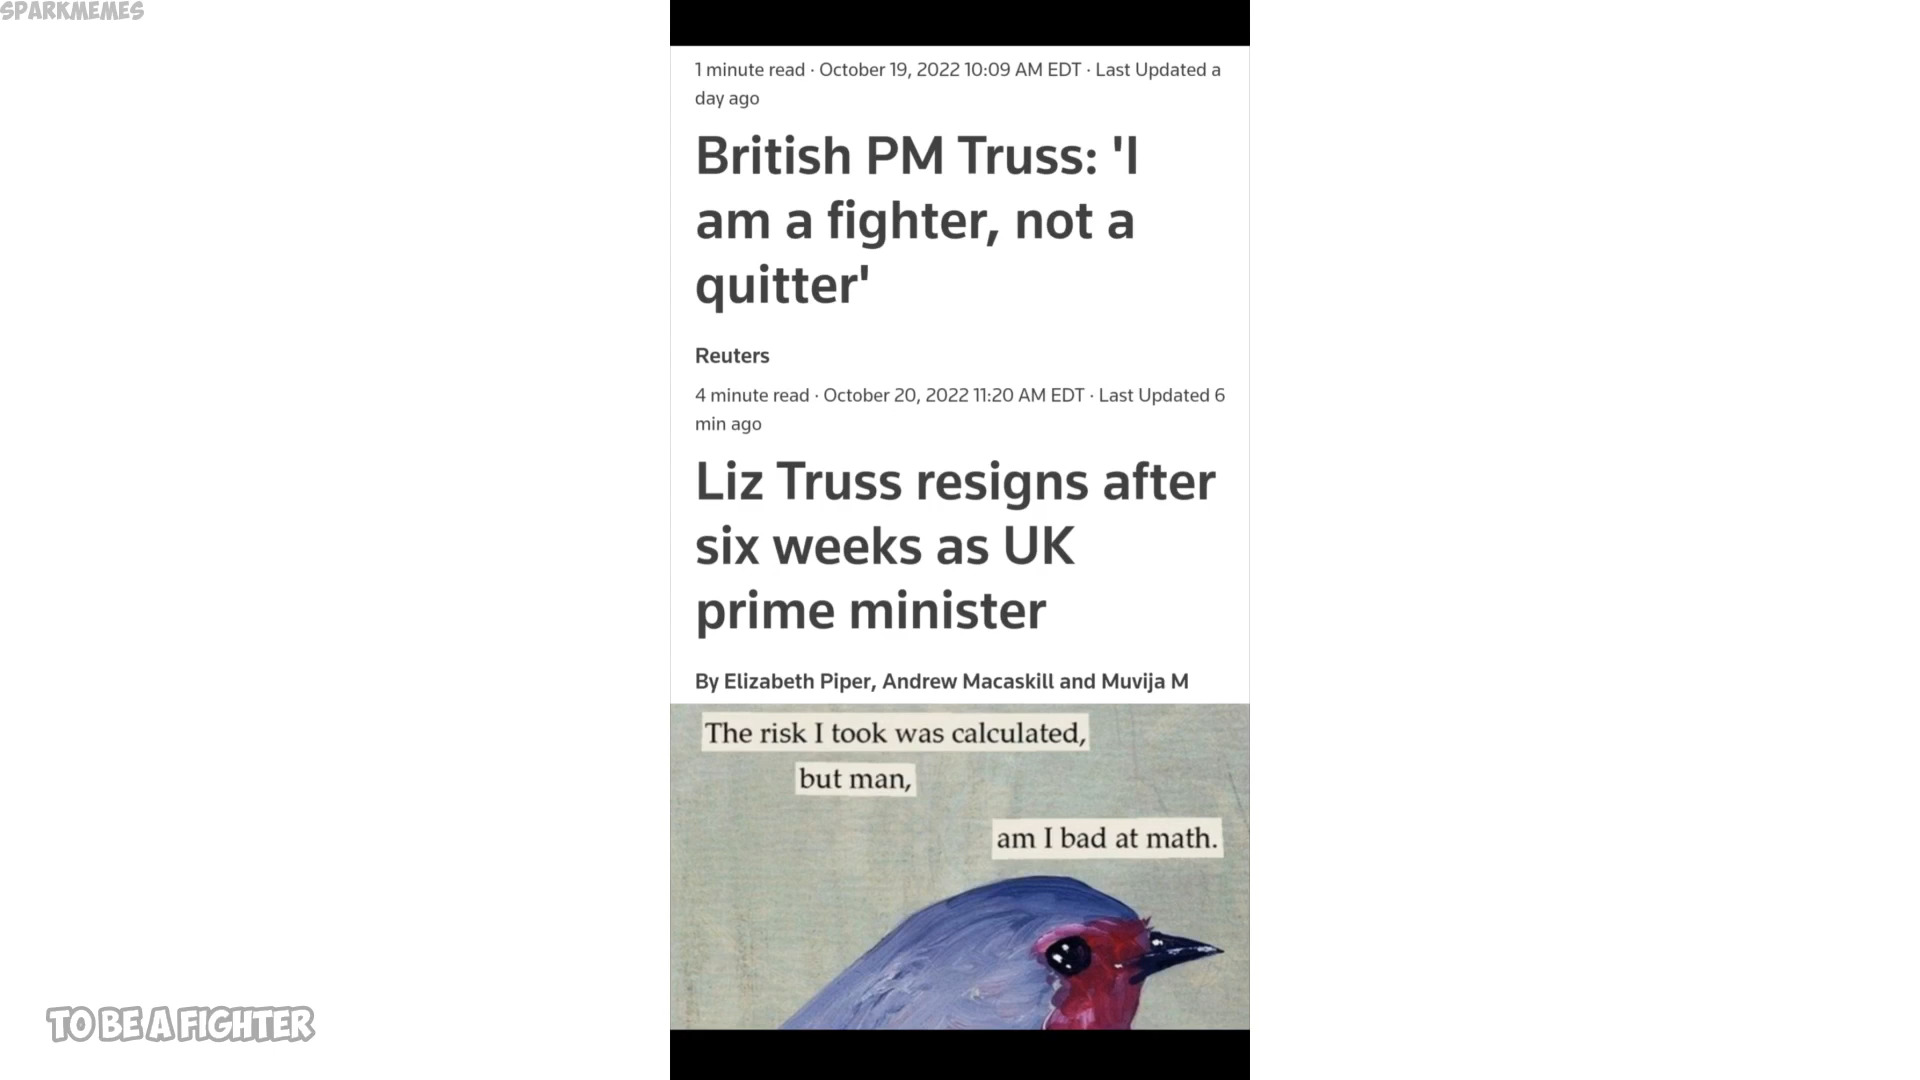 SPARKMEMES
1 minute read · October 19, 2022 10:09 AM EDT · Last Updated a
day ago
British PM Truss: 'I
am a fighter, not a
quitter'
Reuters
4 minute read · October 20, 2022 11:20 AM EDT · Last Updated 6
min ago
Liz Truss resigns after
six weeks as UK
prime minister
By Elizabeth Piper, Andrew Macaskill and Muvija M
The risk I took was calculated,
but man,
am I bad at math.
TO BE A FIGHTER